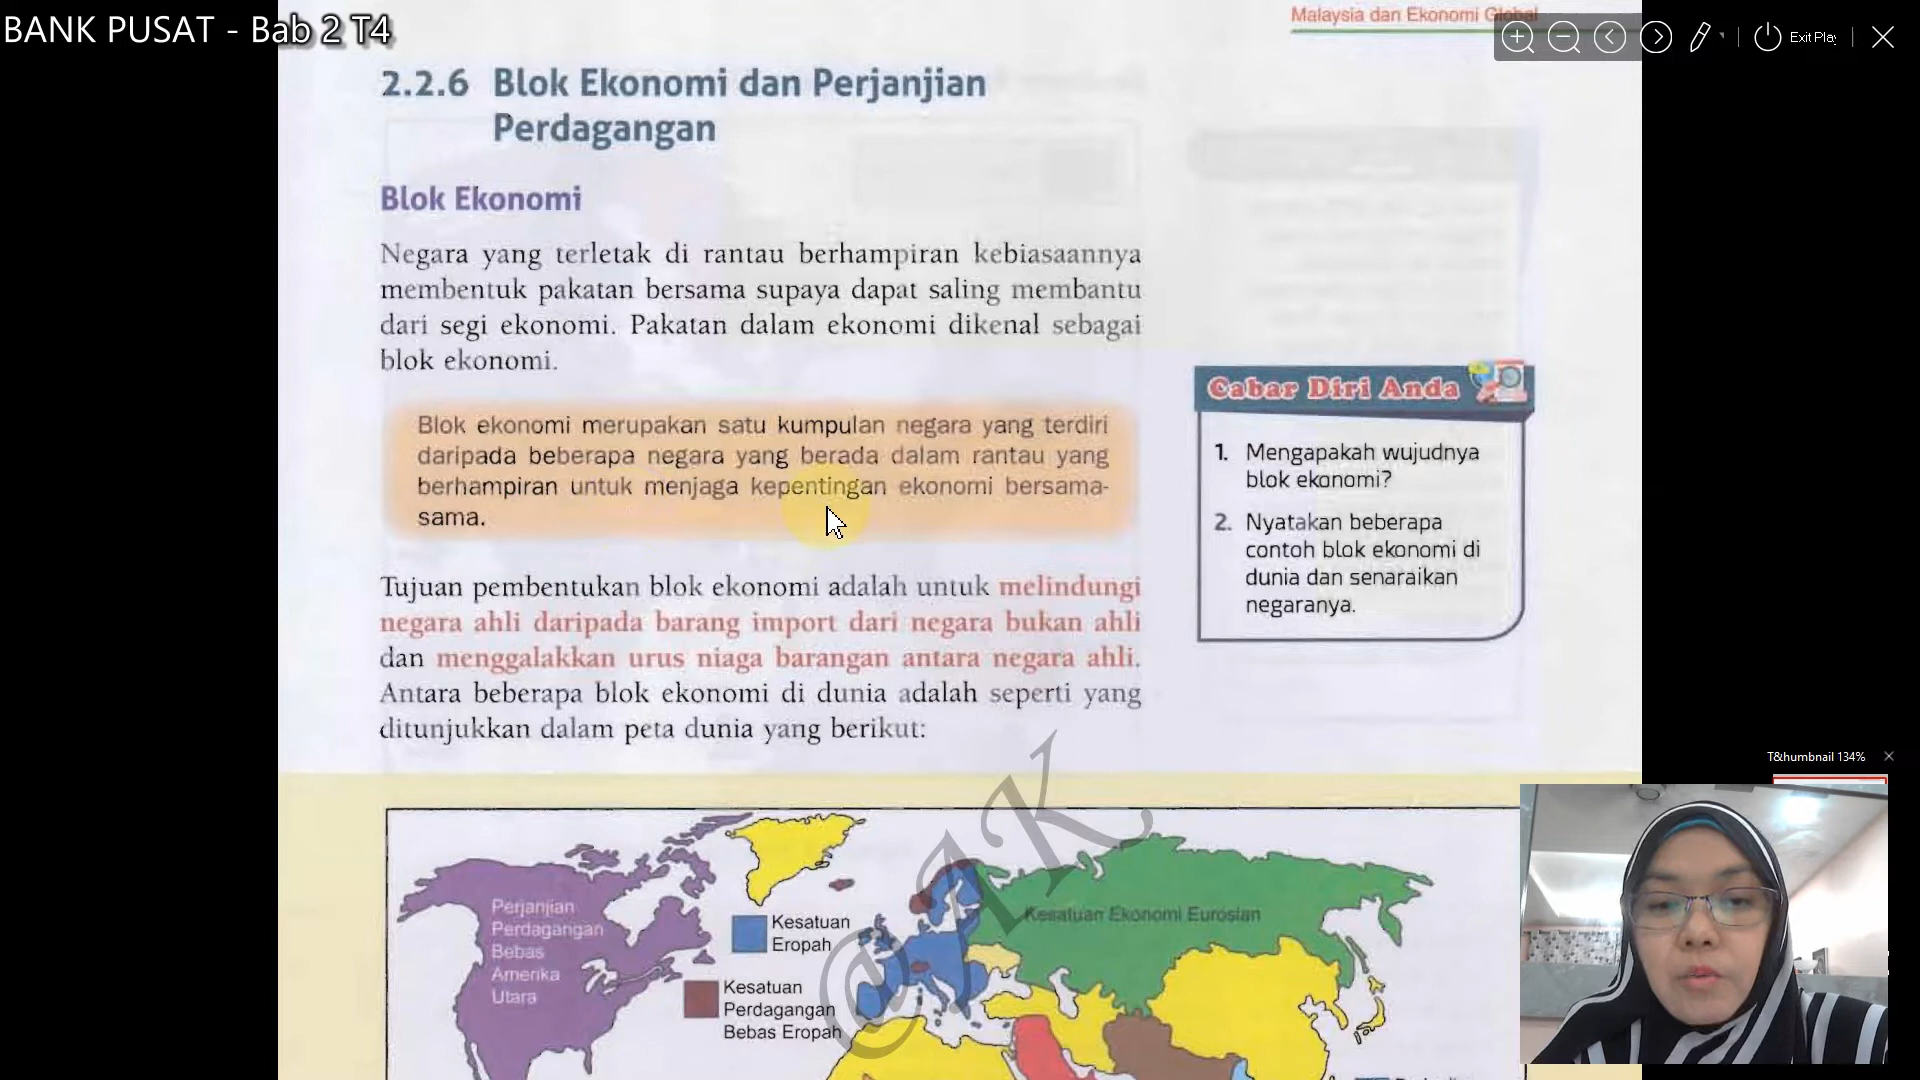 BANK PUSAT - Bab 2 T4
Malaysia dan Ekonomi Global
Exit Play
2.2.6 Blok Ekonomi dan Perjanjian
Perdagangan
Blok Ekonomi
Negara yang terletak di rantau berhampiran kebiasaannya
membentuk pakatan bersama supaya dapat saling membantu
dari segi ekonomi. Pakatan dalam ekonomi dikenal sebagai
blok ekonomi.
Blok ekonomi merupakan satu kumpulan negara yang terdiri
daripada beberapa negara yang berada dalam rantau yang
berhampiran untuk menjaga kepentingan ekonomi bersama-
sama.
Tujuan pembentukan blok ekonomi adalah untuk melindungi
negara ahli daripada barang import dari negara bukan ahli
dan menggalakkan urus niaga barangan antara negara ahli.
Antara beberapa blok ekonomi di dunia adalah seperti yang
ditunjukkan dalam peta dunia yang berikut:
Cabar Diri Anda
1. Mengapakah wujudnya
blok ekonomi?
2. Nyatakan beberapa
contoh blok ekonomi di
dunia dan senaraikan
negaranya.
T&humbnail 134%
Perjanjian
Perdagangan
Bebas
Amerika
Utara
Kesatuan
Eropah
Kesatuan
Perdagangan
Bebas Eropah
Kesatuan Ekonomi Eurosian
@AK